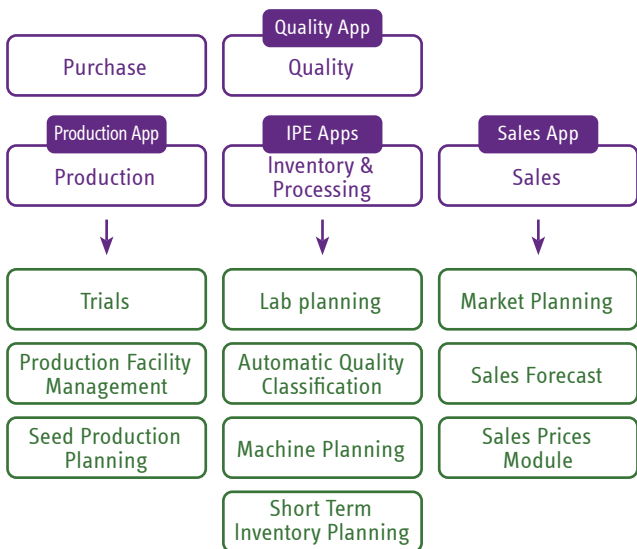 Quality App
Purchase
Quality
Production App
IPE Apps
Sales App
Production
Inventory &
Processing
Sales
Trials
Lab planning
Market Planning
Production Facility
Management
Automatic Quality
Classification
Sales Forecast
Seed Production
Planning
Machine Planning
Sales Prices
Module
Short Term
Inventory Planning